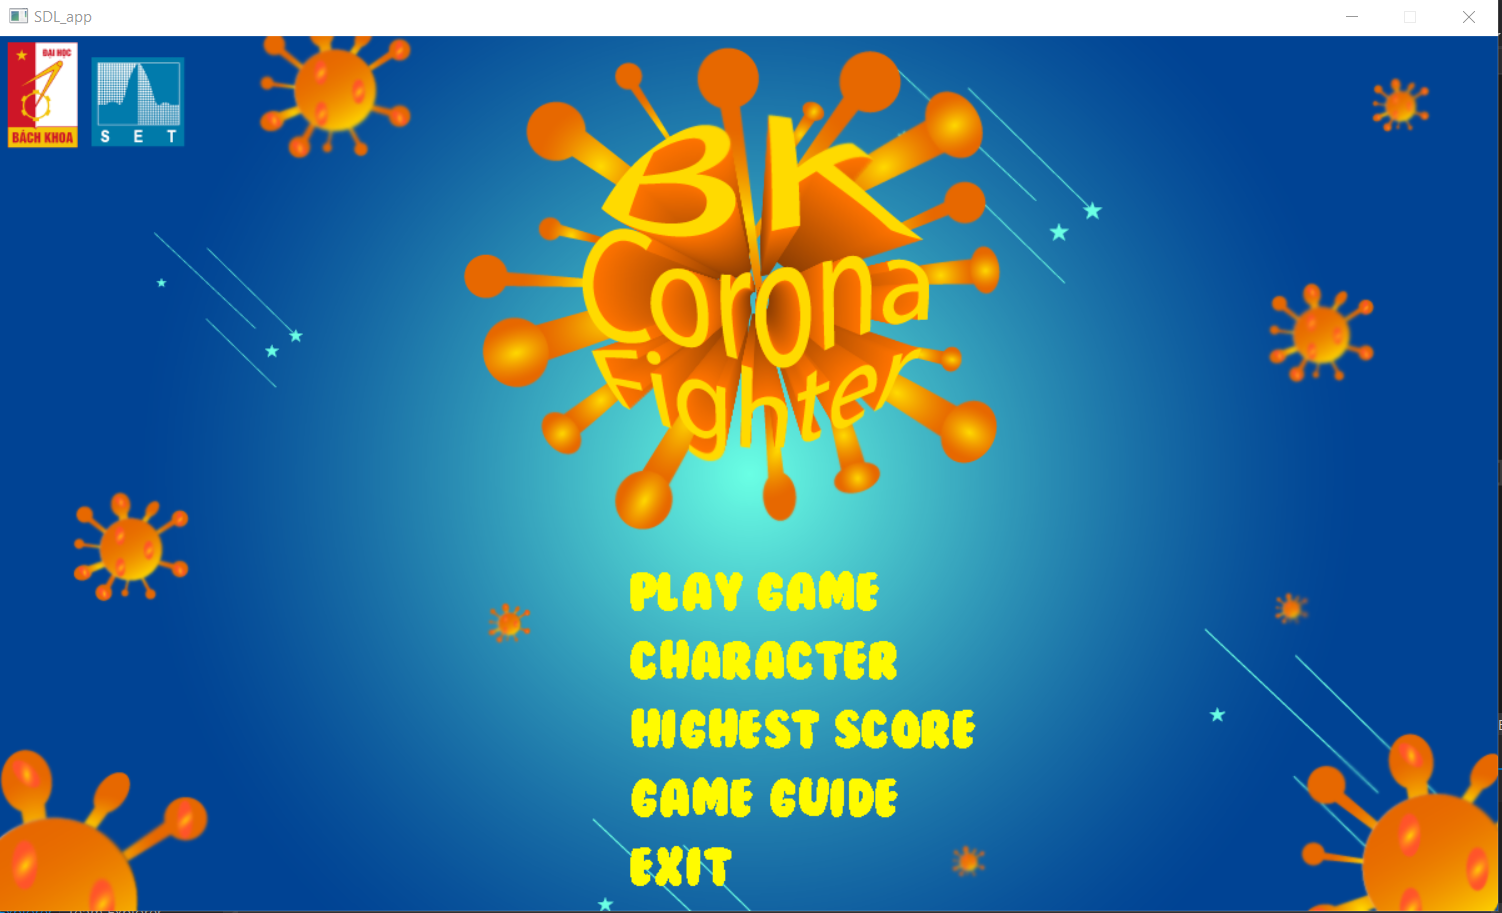 SDL_app
ĐẠI HỌC
BÁCH KHOA
S E T
BK
Corona
Fighter
PLAY GAME
CHARACTER
HIGHEST SCORE
GAME GUIDE
EXIT